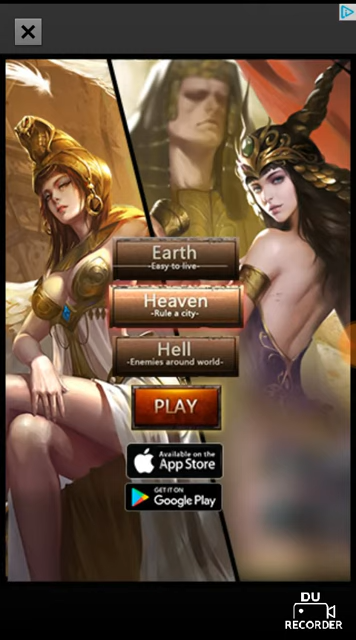 Earth
-Easy to live-
Heaven
-Rule a city-
Hell
-Enemies around world-
PLAY
Available on the
App Store
GET IT ON
Google Play
DU
RECORDER